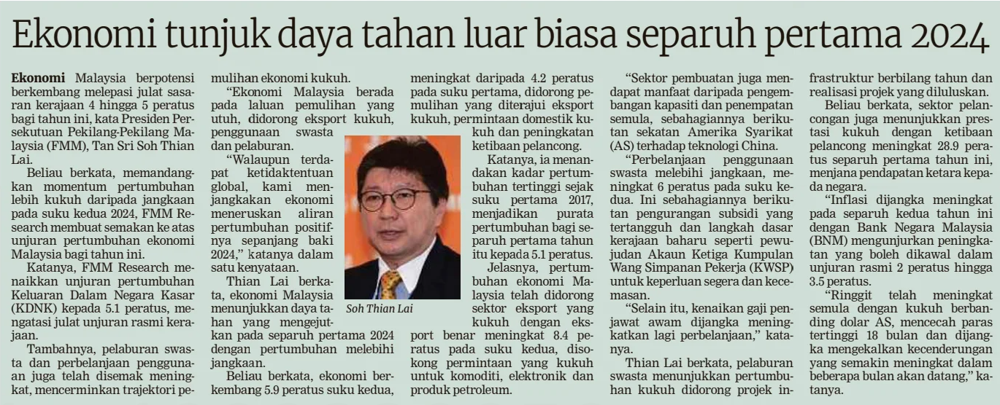 Ekonomi tunjuk daya tahan luar biasa separuh pertama 2024
Ekonomi Malaysia berpotensi
berkembang melepasi julat sasa-
ran kerajaan 4 hingga 5 peratus
bagi tahun ini, kata Presiden Per-
sekutuan Pekilang-Pekilang Ma-
laysia (FMM), Tan Sri Soh Thian
Lai.
Beliau berkata, memandang-
kan momentum pertumbuhan
lebih kukuh daripada jangkaan
pada suku kedua 2024, FMM Re-
search membuat semakan ke atas
unjuran pertumbuhan ekonomi
Malaysia bagi tahun ini.
Katanya, FMM Research me-
naikkan unjuran pertumbuhan
Keluaran Dalam Negara Kasar
(KDNK) kepada 5.1 peratus, me-
ngatasi julat unjuran rasmi kera-
jaan.
Tambahnya, pelaburan swas-
ta dan perbelanjaan pengguna-
an juga telah disemak mening-
kat, mencerminkan trajektori pe-
mulihan ekonomi kukuh.
“Ekonomi Malaysia berada
pada laluan pemulihan yang
utuh, didorong eksport kukuh,
penggunaan swasta
dan pelaburan.
“Walaupun terda-
pat ketidaktentuan
global, kami men-
jangkakan ekonomi
meneruskan aliran
pertumbuhan positif-
nya sepanjang baki
2024,” katanya dalam
satu kenyataan.
Thian Lai berka-
ta, ekonomi Malaysia
menunjukkan daya ta-
han yang mengejut-
kan pada separuh pertama 2024
dengan pertumbuhan melebihi
jangkaan.
Beliau berkata, ekonomi ber-
kembang 5.9 peratus suku kedua,
meningkat daripada 4.2 peratus
pada suku pertama, didorong pe-
mulihan yang diterajui eksport
kukuh, permintaan domestik ku-
kuh dan peningkatan
ketibaan pelancong.
Katanya, ia menan-
dakan kadar pertum-
buhan tertinggi sejak
suku pertama 2017,
menjadikan purata
pertumbuhan bagi se-
paruh pertama tahun
itu kepada 5.1 peratus.
Jelasnya, pertum-
buhan ekonomi Ma-
laysia telah didorong
sektor eksport yang
kukuh dengan eks-
port benar meningkat 8.4 pe-
ratus pada suku kedua, diso-
kong permintaan yang kukuh
untuk komoditi, elektronik dan
produk petroleum.
Soh Thian Lai
“Sektor pembuatan juga men-
dapat manfaat daripada pengem-
bangan kapasiti dan penempatan
semula, sebahagiannya beriku-
tan sekatan Amerika Syarikat
(AS) terhadap teknologi China.
“Perbelanjaan penggunaan
swasta melebihi jangkaan, me-
ningkat 6 peratus pada suku ke-
dua. Ini sebahagiannya beriku-
tan pengurangan subsidi yang
tertangguh dan langkah dasar
kerajaan baharu seperti pewu-
judan Akaun Ketiga Kumpulan
Wang Simpanan Pekerja (KWSP)
untuk keperluan segera dan kece-
masan.
“Selain itu, kenaikan gaji pen-
jawat awam dijangka mening-
katkan lagi perbelanjaan,” kata-
nya.
Thian Lai berkata, pelaburan
swasta menunjukkan pertumbu-
han kukuh didorong projek in-
frastruktur berbilang tahun dan
realisasi projek yang diluluskan.
Beliau berkata, sektor pelan-
congan juga menunjukkan pres-
tasi kukuh dengan ketibaan
pelancong meningkat 28.9 pera-
tus separuh pertama tahun ini,
menjana pendapatan ketara kepa-
da negara.
“Inflasi dijangka meningkat
pada separuh kedua tahun ini
dengan Bank Negara Malaysia
(BNM) mengunjurkan peningka-
tan yang boleh dikawal dalam
unjuran rasmi 2 peratus hingga
3.5 peratus.
“Ringgit telah meningkat
semula dengan kukuh berban-
ding dolar AS, mencecah paras
tertinggi 18 bulan dan dijang-
ka mengekalkan kecenderungan
yang semakin meningkat dalam
beberapa bulan akan datang,” ka-
tanya.